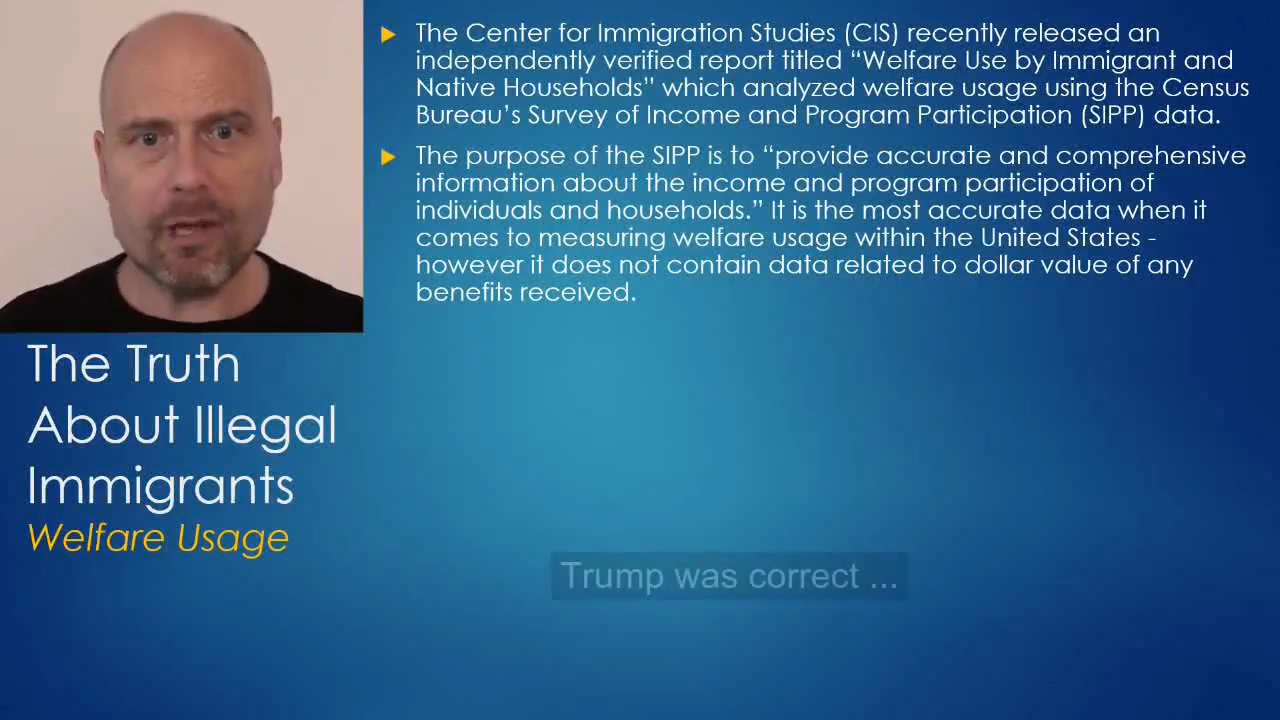 The Center for Immigration Studies (CIS) recently released an
independently verified report titled “Welfare Use by Immigrant and
Native Households” which analyzed welfare usage using the Census
Bureau’s Survey of Income and Program Participation (SIPP) data.
The purpose of the SIPP is to “provide accurate and comprehensive
information about the income and program participation of
individuals and households.” It is the most accurate data when it
comes to measuring welfare usage within the United States -
however it does not contain data related to dollar value of any
benefits received.
The Truth
About Illegal
Immigrants
Welfare Usage
Trump was correct ...